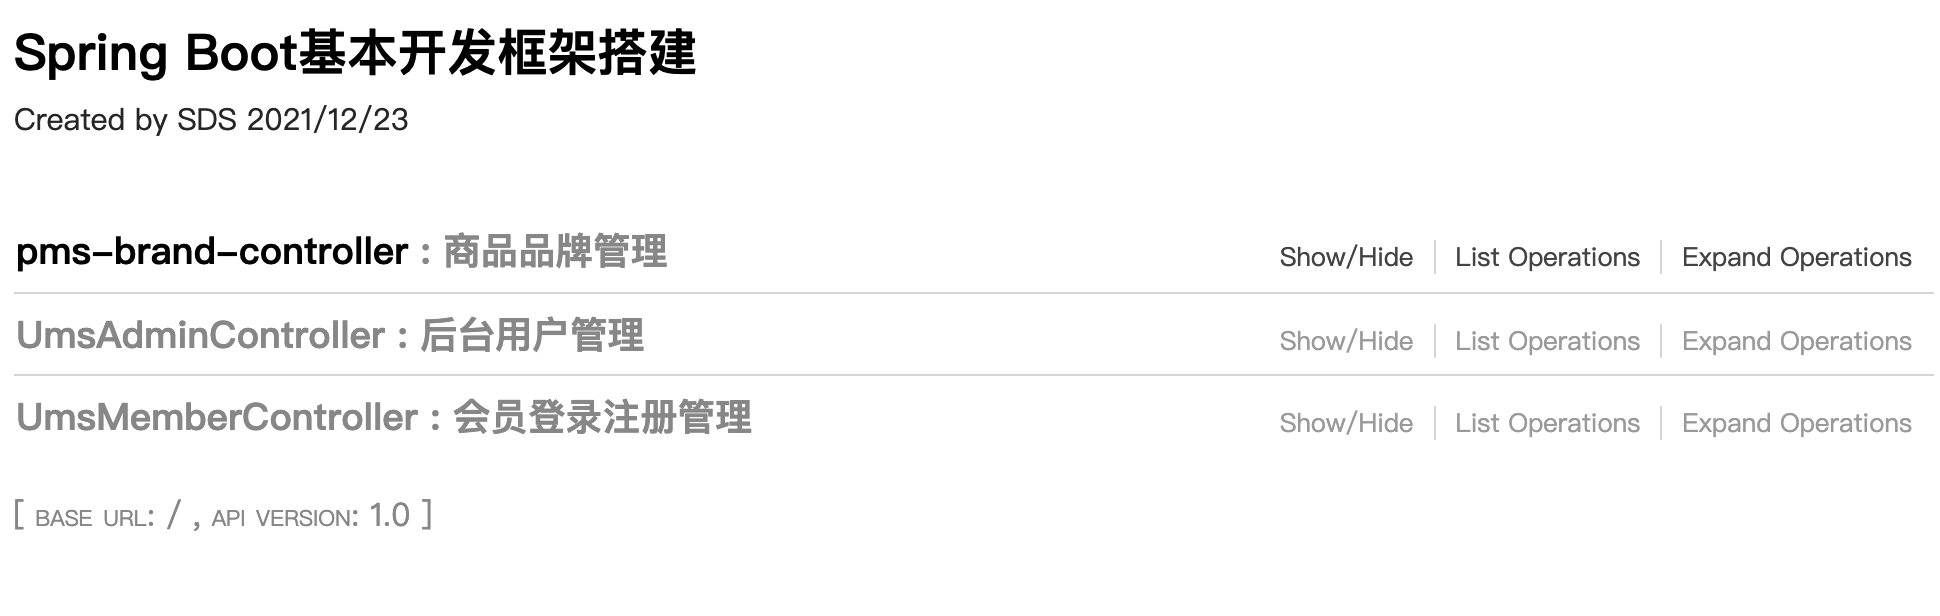 Spring Boot基本开发框架搭建
Created by SDS 2021/12/23
pms-brand-controller : 商品品牌管理 Show/Hide List Operations Expand Operations
UmsAdminController : 后台用户管理 Show/Hide List Operations Expand Operations
UmsMemberController : 会员登录注册管理 Show/Hide List Operations Expand Operations
[ BASE URL: / , API VERSION: 1.0 ]